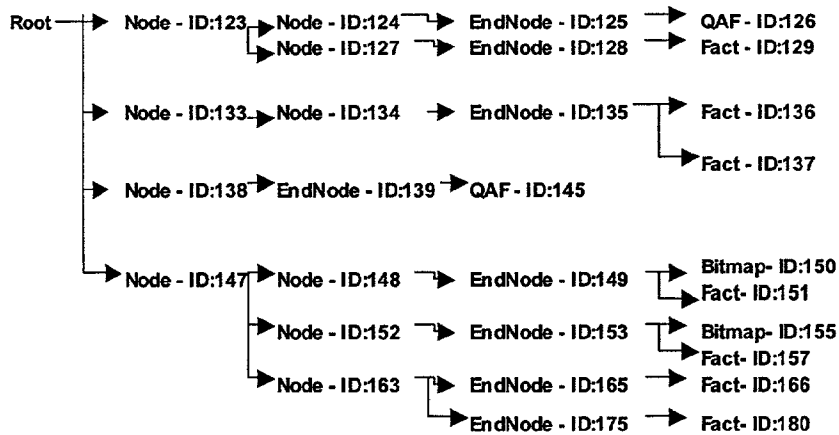 Root Node - ID:123 Node - ID:124 EndNode - ID:125 QAF - ID:126
Node - ID:127 EndNode - ID:128 Fact - ID:129
Node - ID:133 Node - ID:134 EndNode - ID:135 Fact - ID:136
Fact - ID:137
Node - ID:138 EndNode - ID:139 QAF - ID:145
Node - ID:147 Node - ID:148 EndNode - ID:149 Bitmap- ID:150
Fact- ID:151
Node - ID:152 EndNode - ID:153 Bitmap- ID:155
Fact- ID:157
Node - ID:163 EndNode - ID:165 Fact- ID:166
EndNode - ID:175 Fact- ID:180